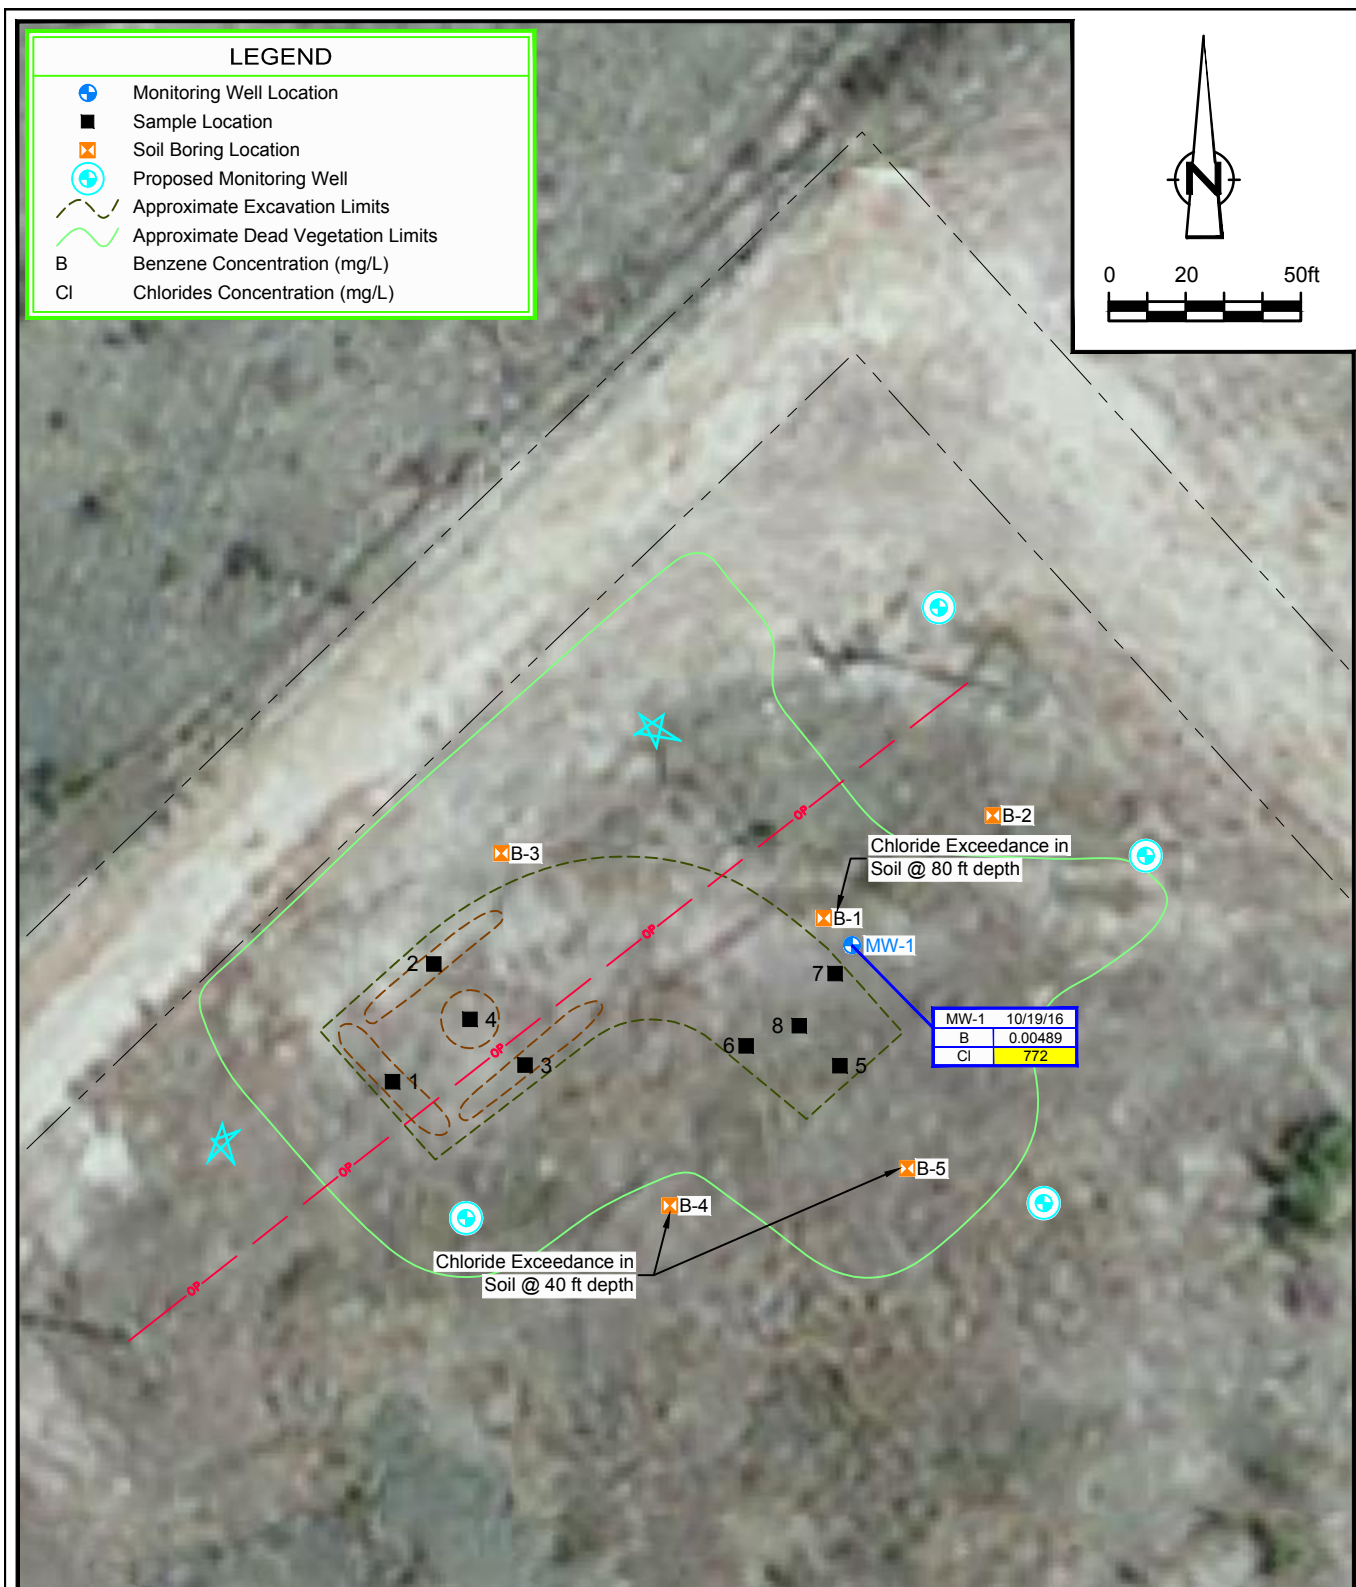 LEGEND
Monitoring Well Location
Sample Location
Soil Boring Location
Proposed Monitoring Well
Approximate Excavation Limits
Approximate Dead Vegetation Limits
B Benzene Concentration (mg/L)
Cl Chlorides Concentration (mg/L)
N
0 20 50ft
OP
B-2
Chloride Exceedance in
Soil @ 80 ft depth
B-3
B-1
OP
MW-1
2
7
4
8
MW-1 10/19/16
B 0.00489
Cl 772
6
OP
3
5
1
OP
B-5
B-4
Chloride Exceedance in
Soil @ 40 ft depth
OP